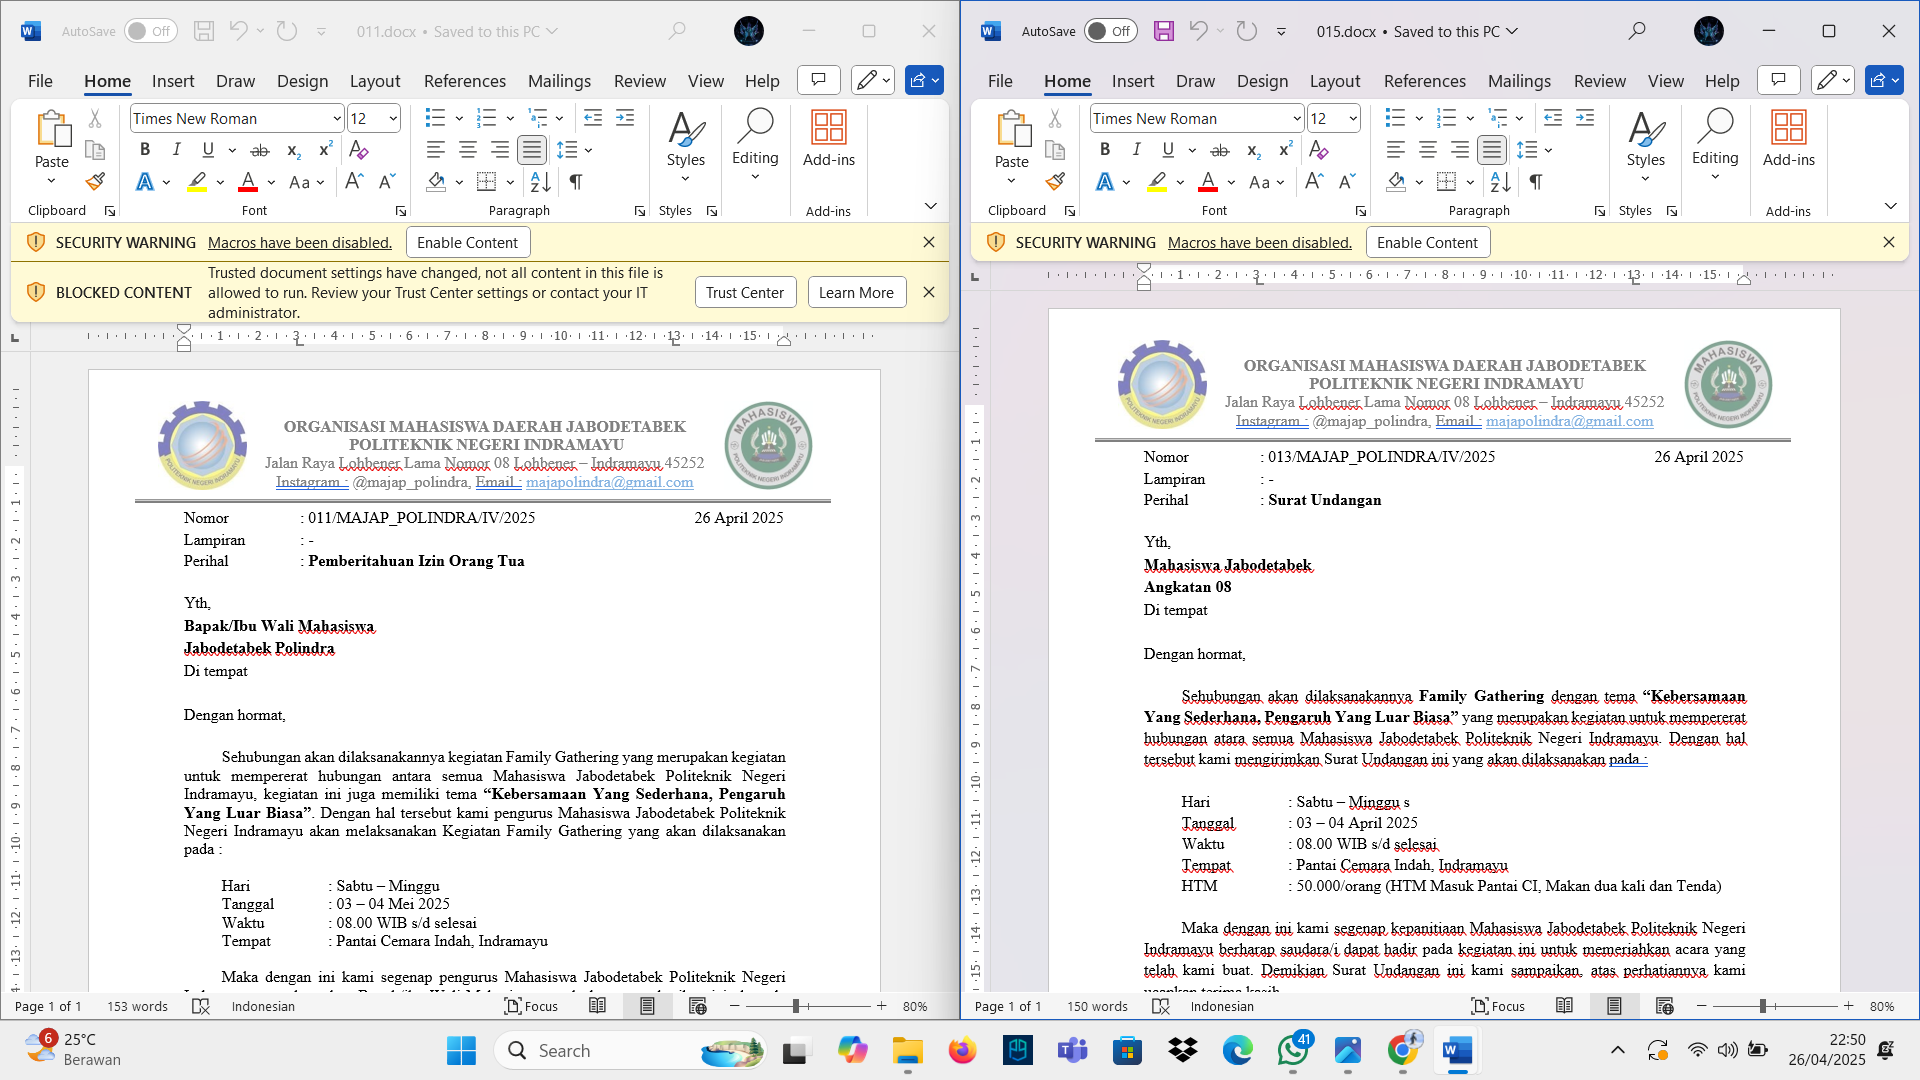 AutoSave Off 011.docx • Saved to this PC
File Home Insert Draw Design Layout References Mailings Review View Help
Paste
Times New Roman 12
Styles
Editing
Add-ins
Clipboard Font Paragraph Styles Add-ins
SECURITY WARNING Macros have been disabled. Enable Content
BLOCKED CONTENT Trusted document settings have changed, not all content in this file is
allowed to run. Review your Trust Center settings or contact your IT
administrator.
Trust Center Learn More
ORGANISASI MAHASISWA DAERAH JABODETABEK
POLITEKNIK NEGERI INDRAMAYU
Jalan Raya Lohbener Lama Nomor 08 Lohbener – Indramayu 45252
Instagram : @majap_polindra, Email : majapolindra@gmail.com
POLITEKNIK NEGERI INDRAMAYU
MAHASISWA
Nomor : 011/MAJAP_POLINDRA/IV/2025 26 April 2025
Lampiran : -
Perihal : Pemberitahuan Izin Orang Tua
Yth,
Bapak/Ibu Wali Mahasiswa
Jabodetabek Polindra
Di tempat
Dengan hormat,
Sehubungan akan dilaksanakannya kegiatan Family Gathering yang merupakan kegiatan
untuk mempererat hubungan antara semua Mahasiswa Jabodetabek Politeknik Negeri
Indramayu, kegiatan ini juga memiliki tema “Kebersamaan Yang Sederhana, Pengaruh
Yang Luar Biasa”. Dengan hal tersebut kami pengurus Mahasiswa Jabodetabek Politeknik
Negeri Indramayu akan melaksanakan Kegiatan Family Gathering yang akan dilaksanakan
pada :
Hari : Sabtu – Minggu
Tanggal : 03 – 04 Mei 2025
Waktu : 08.00 WIB s/d selesai
Tempat : Pantai Cemara Indah, Indramayu
Maka dengan ini kami segenap pengurus Mahasiswa Jabodetabek Politeknik Negeri
Page 1 of 1 153 words Indonesian Focus 80%
AutoSave Off 015.docx • Saved to this PC
File Home Insert Draw Design Layout References Mailings Review View Help
Paste
Times New Roman 12
Styles
Editing
Add-ins
Clipboard Font Paragraph Styles Add-ins
SECURITY WARNING Macros have been disabled. Enable Content
ORGANISASI MAHASISWA DAERAH JABODETABEK
POLITEKNIK NEGERI INDRAMAYU
Jalan Raya Lohbener Lama Nomor 08 Lohbener – Indramayu 45252
Instagram : @majap_polindra, Email : majapolindra@gmail.com
POLITEKNIK NEGERI INDRAMAYU
MAHASISWA
Nomor : 013/MAJAP_POLINDRA/IV/2025 26 April 2025
Lampiran : -
Perihal : Surat Undangan
Yth,
Mahasiswa Jabodetabek
Angkatan 08
Di tempat
Dengan hormat,
Sehubungan akan dilaksanakannya Family Gathering dengan tema “Kebersamaan
Yang Sederhana, Pengaruh Yang Luar Biasa” yang merupakan kegiatan untuk mempererat
hubungan atara semua Mahasiswa Jabodetabek Politeknik Negeri Indramayu. Dengan hal
tersebut kami mengirimkan Surat Undangan ini yang akan dilaksanakan pada :
Hari : Sabtu – Minggu s
Tanggal : 03 – 04 April 2025
Waktu : 08.00 WIB s/d selesai
Tempat : Pantai Cemara Indah, Indramayu
HTM : 50.000/orang (HTM Masuk Pantai CI, Makan dua kali dan Tenda)
Maka dengan ini kami segenap kepanitiaan Mahasiswa Jabodetabek Politeknik Negeri
Indramayu berharap saudara/i dapat hadir pada kegiatan ini untuk memeriahkan acara yang
telah kami buat. Demikian Surat Undangan ini kami sampaikan, atas perhatiannya kami
ucapkan terima kasih
Page 1 of 1 150 words Indonesian Focus 80%
6 25°C
Berawan
Search
41
22:50
26/04/2025